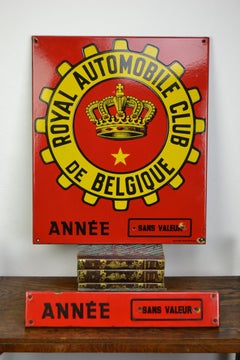 ROYAL AUTOMOBILE CLUB
DE BELGIQUE
ANNÉE
SANS VALEUR
ANNÉE
SANS VALEUR